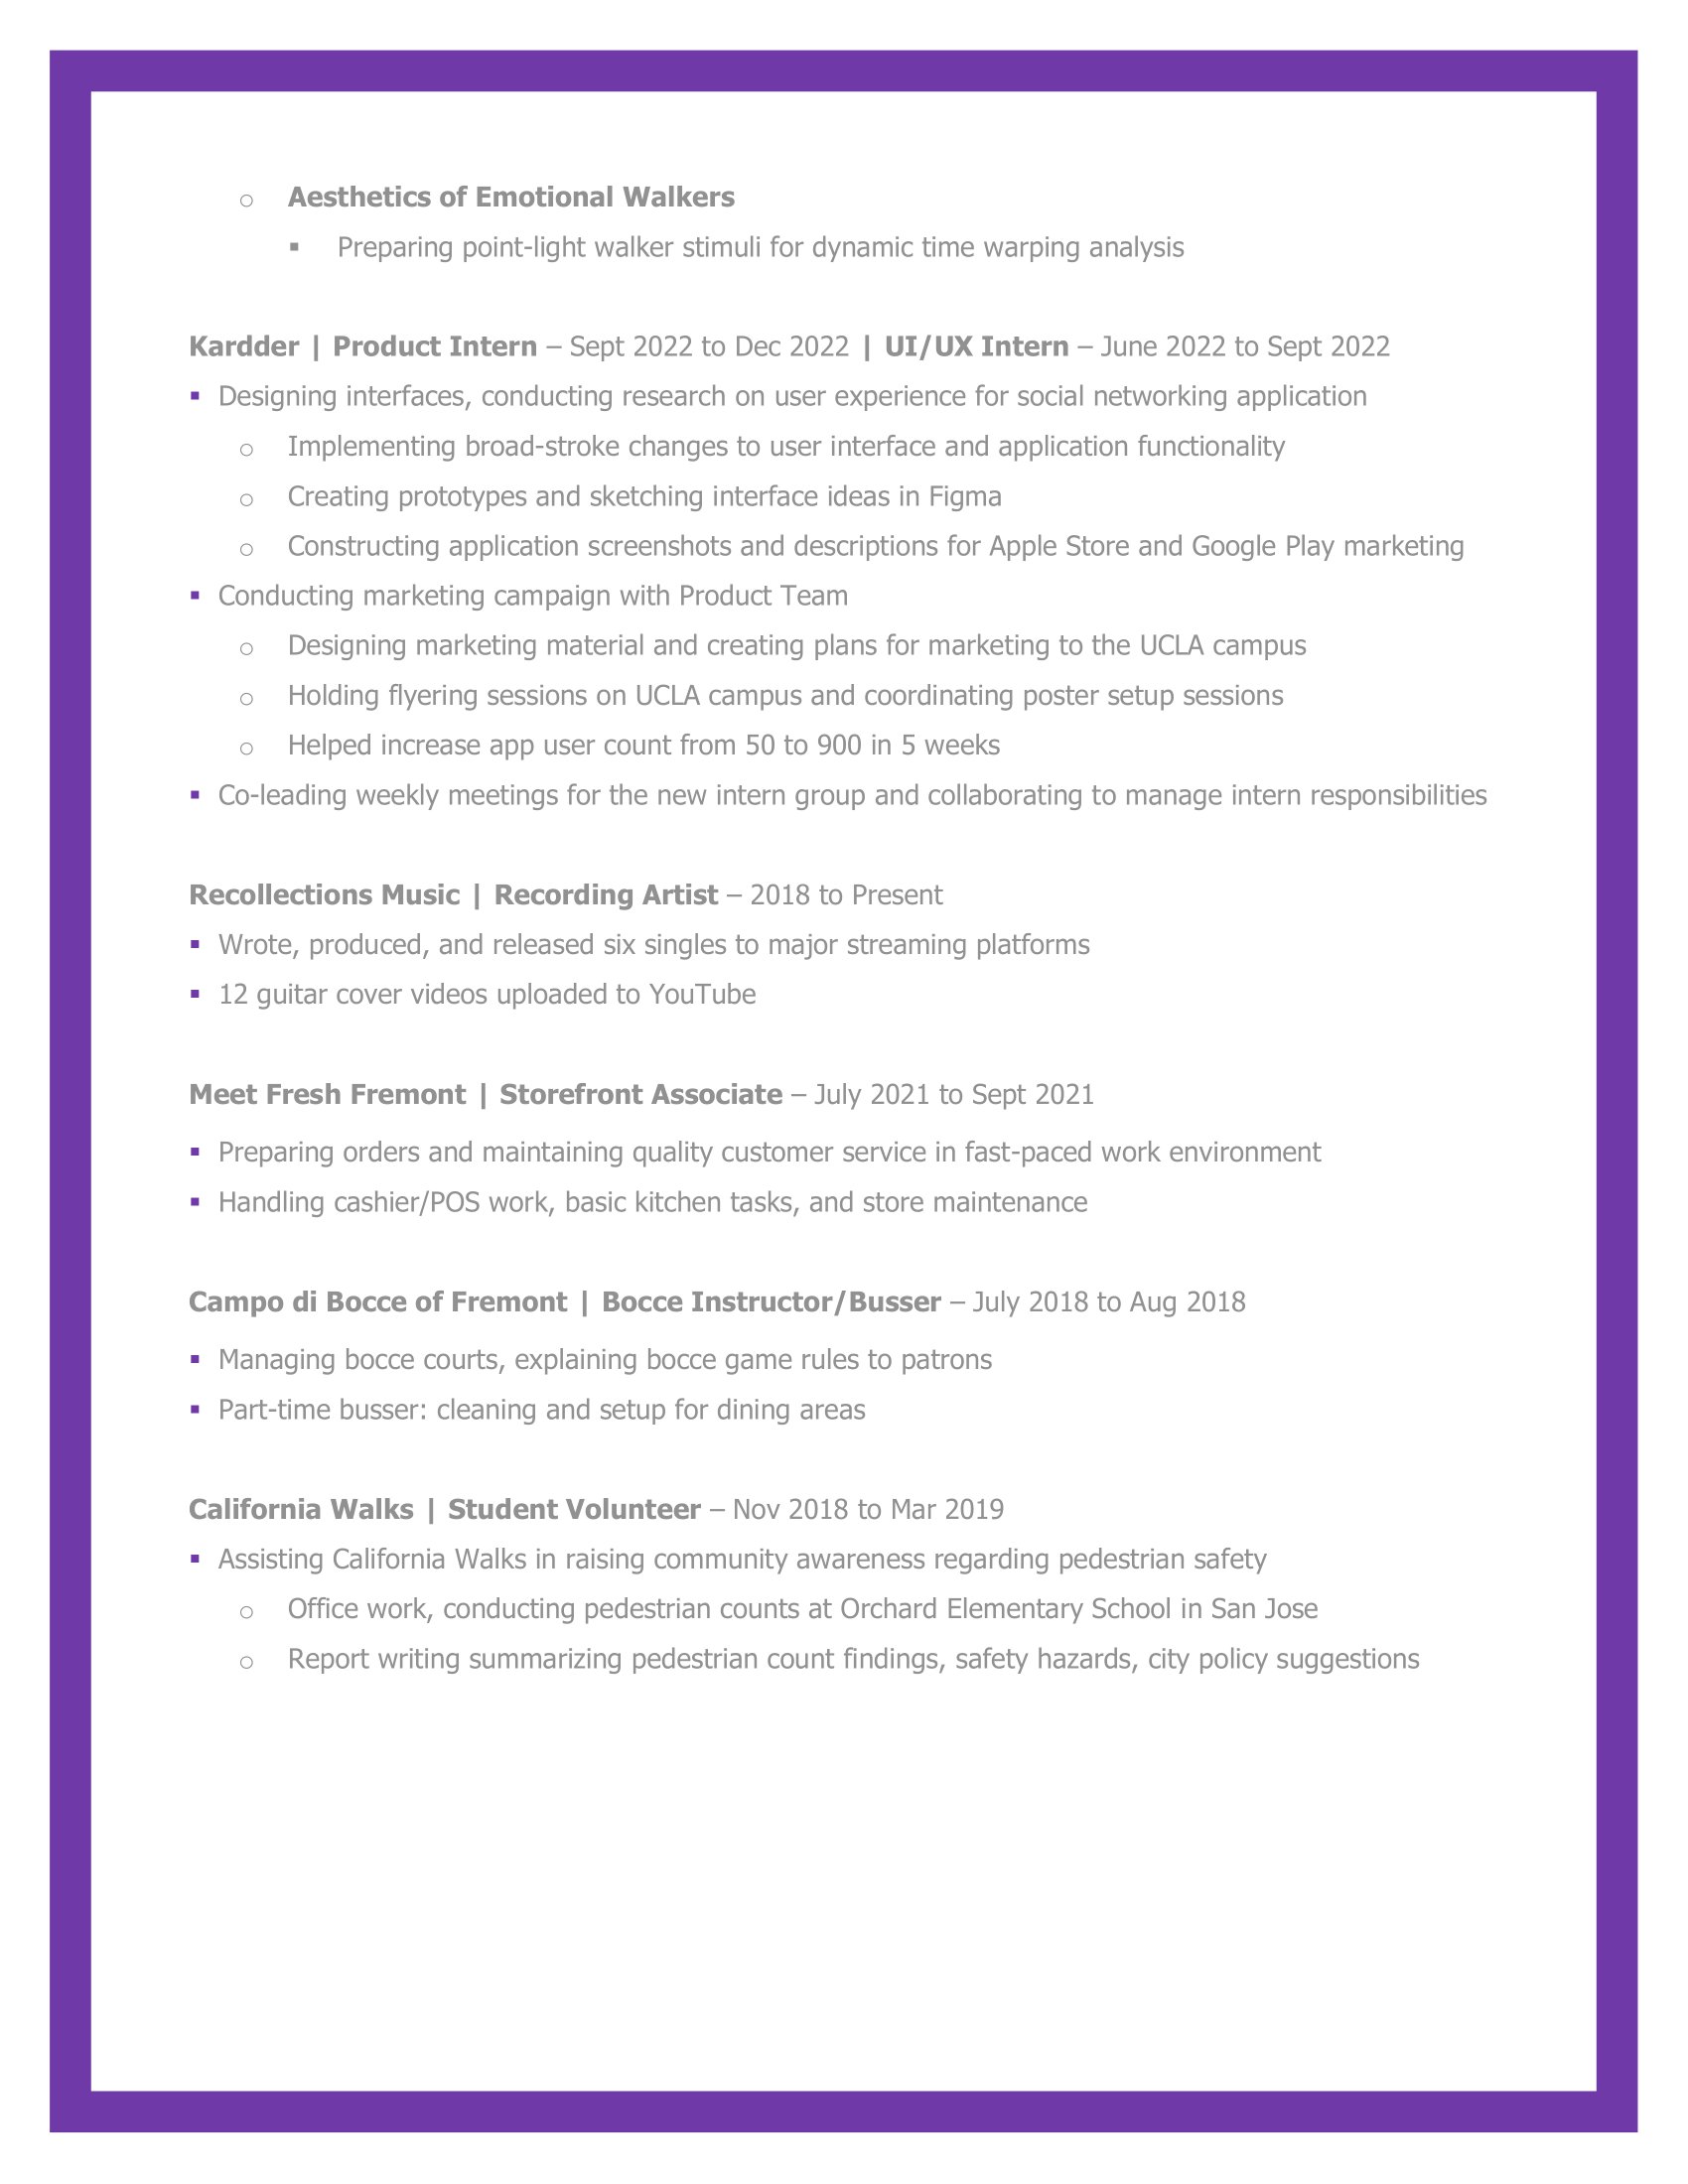 o Aesthetics of Emotional Walkers
▪ Preparing point-light walker stimuli for dynamic time warping analysis
Kardder | Product Intern – Sept 2022 to Dec 2022 | UI/UX Intern – June 2022 to Sept 2022
▪ Designing interfaces, conducting research on user experience for social networking application
o Implementing broad-stroke changes to user interface and application functionality
o Creating prototypes and sketching interface ideas in Figma
o Constructing application screenshots and descriptions for Apple Store and Google Play marketing
▪ Conducting marketing campaign with Product Team
o Designing marketing material and creating plans for marketing to the UCLA campus
o Holding flyering sessions on UCLA campus and coordinating poster setup sessions
o Helped increase app user count from 50 to 900 in 5 weeks
▪ Co-leading weekly meetings for the new intern group and collaborating to manage intern responsibilities
Recollections Music | Recording Artist – 2018 to Present
▪ Wrote, produced, and released six singles to major streaming platforms
▪ 12 guitar cover videos uploaded to YouTube
Meet Fresh Fremont | Storefront Associate – July 2021 to Sept 2021
▪ Preparing orders and maintaining quality customer service in fast-paced work environment
▪ Handling cashier/POS work, basic kitchen tasks, and store maintenance
Campo di Bocce of Fremont | Bocce Instructor/Busser – July 2018 to Aug 2018
▪ Managing bocce courts, explaining bocce game rules to patrons
▪ Part-time busser: cleaning and setup for dining areas
California Walks | Student Volunteer – Nov 2018 to Mar 2019
▪ Assisting California Walks in raising community awareness regarding pedestrian safety
o Office work, conducting pedestrian counts at Orchard Elementary School in San Jose
o Report writing summarizing pedestrian count findings, safety hazards, city policy suggestions